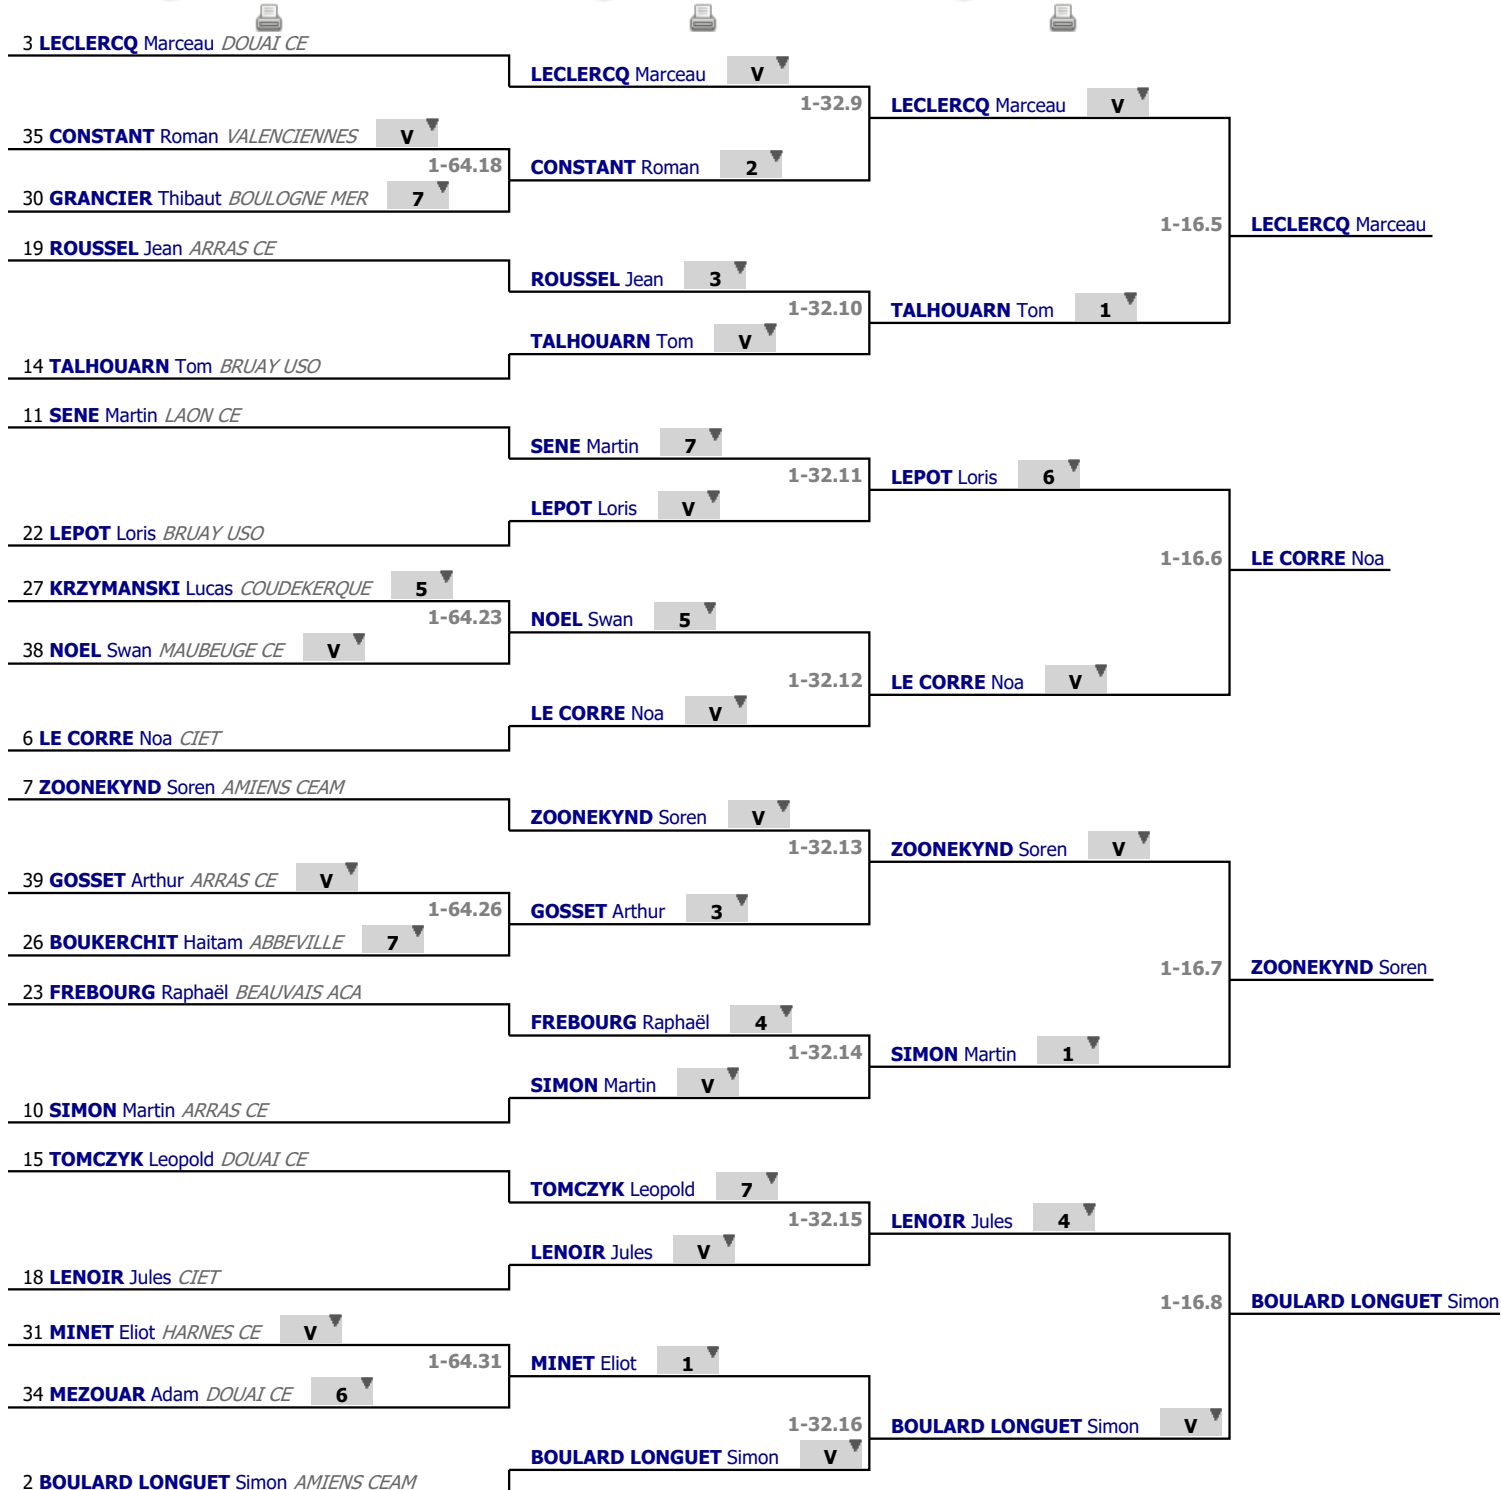 3 LECLERCQ Marceau DOUAI CE
LECLERCQ Marceau V
1-32.9
LECLERCQ Marceau V
35 CONSTANT Roman VALENCIENNES V
1-64.18
CONSTANT Roman 2
30 GRANCIER Thibaut BOULOGNE MER 7
1-16.5
LECLERCQ Marceau
19 ROUSSEL Jean ARRAS CE
ROUSSEL Jean 3
1-32.10
TALHOUARN Tom 1
TALHOUARN Tom V
14 TALHOUARN Tom BRUAY USO
11 SENE Martin LAON CE
SENE Martin 7
1-32.11
LEPOT Loris 6
LEPOT Loris V
22 LEPOT Loris BRUAY USO
1-16.6
LE CORRE Noa
27 KRZYMANSKI Lucas COUDEKERQUE 5
1-64.23
NOEL Swan 5
38 NOEL Swan MAUBEUGE CE V
1-32.12
LE CORRE Noa V
LE CORRE Noa V
6 LE CORRE Noa CIET
7 ZOONEKYND Soren AMIENS CEAM
ZOONEKYND Soren V
1-32.13
ZOONEKYND Soren V
39 GOSSET Arthur ARRAS CE V
1-64.26
GOSSET Arthur 3
26 BOUKERCHIT Haitam ABBEVILLE 7
1-16.7
ZOONEKYND Soren
23 FREBOURG Raphaël BEAUVAIS ACA
FREBOURG Raphaël 4
1-32.14
SIMON Martin 1
SIMON Martin V
10 SIMON Martin ARRAS CE
15 TOMCZYK Leopold DOUAI CE
TOMCZYK Leopold 7
1-32.15
LENOIR Jules 4
LENOIR Jules V
18 LENOIR Jules CIET
1-16.8
BOULARD LONGUET Simon
31 MINET Eliot HARNES CE V
1-64.31
MINET Eliot 1
34 MEZOUAR Adam DOUAI CE 6
1-32.16
BOULARD LONGUET Simon V
BOULARD LONGUET Simon V
2 BOULARD LONGUET Simon AMIENS CEAM